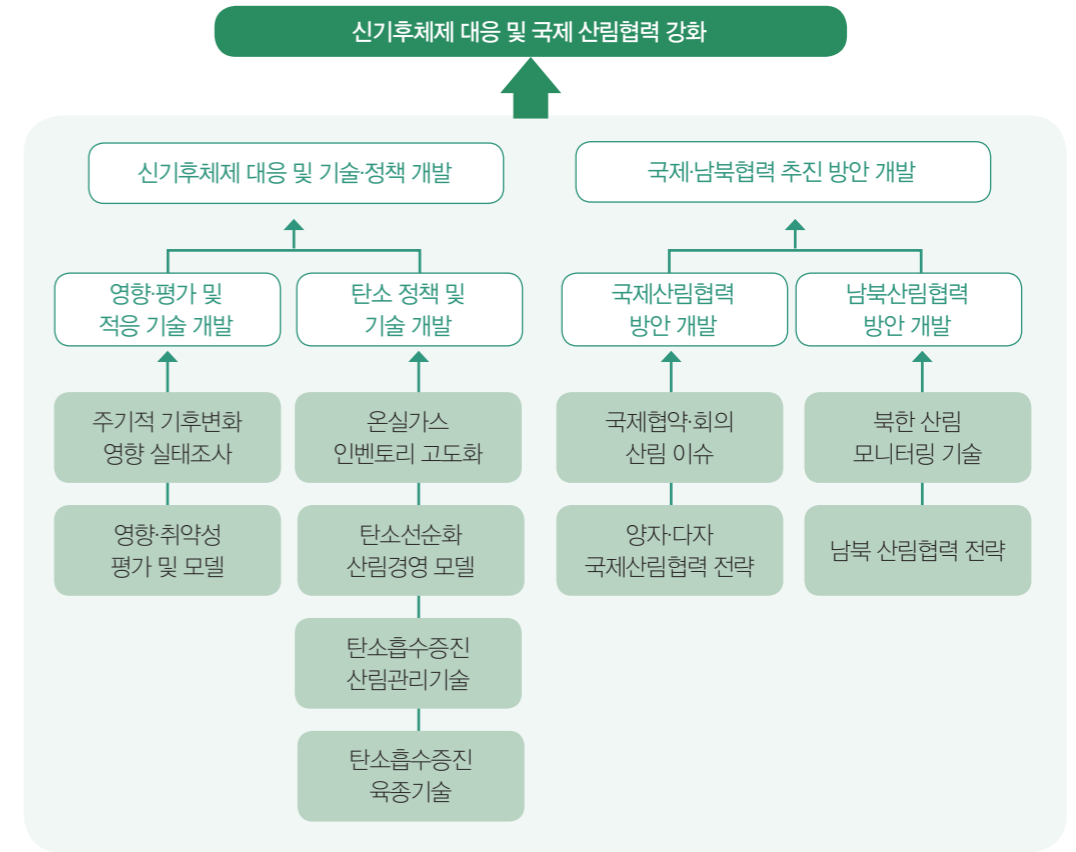 신기후체제 대응 및 국제 산림협력 강화
신기후체제 대응 및 기술·정책 개발
국제·남북협력 추진 방안 개발
영향·평가 및
적응 기술 개발
탄소 정책 및
기술 개발
국제산림협력
방안 개발
남북산림협력
방안 개발
주기적 기후변화
영향 실태조사
온실가스
인벤토리 고도화
국제협약·회의
산림 이슈
북한 산림
모니터링 기술
영향·취약성
평가 및 모델
탄소선순화
산림경영 모델
양자·다자
국제산림협력 전략
남북 산림협력 전략
탄소흡수증진
산림관리기술
탄소흡수증진
육종기술